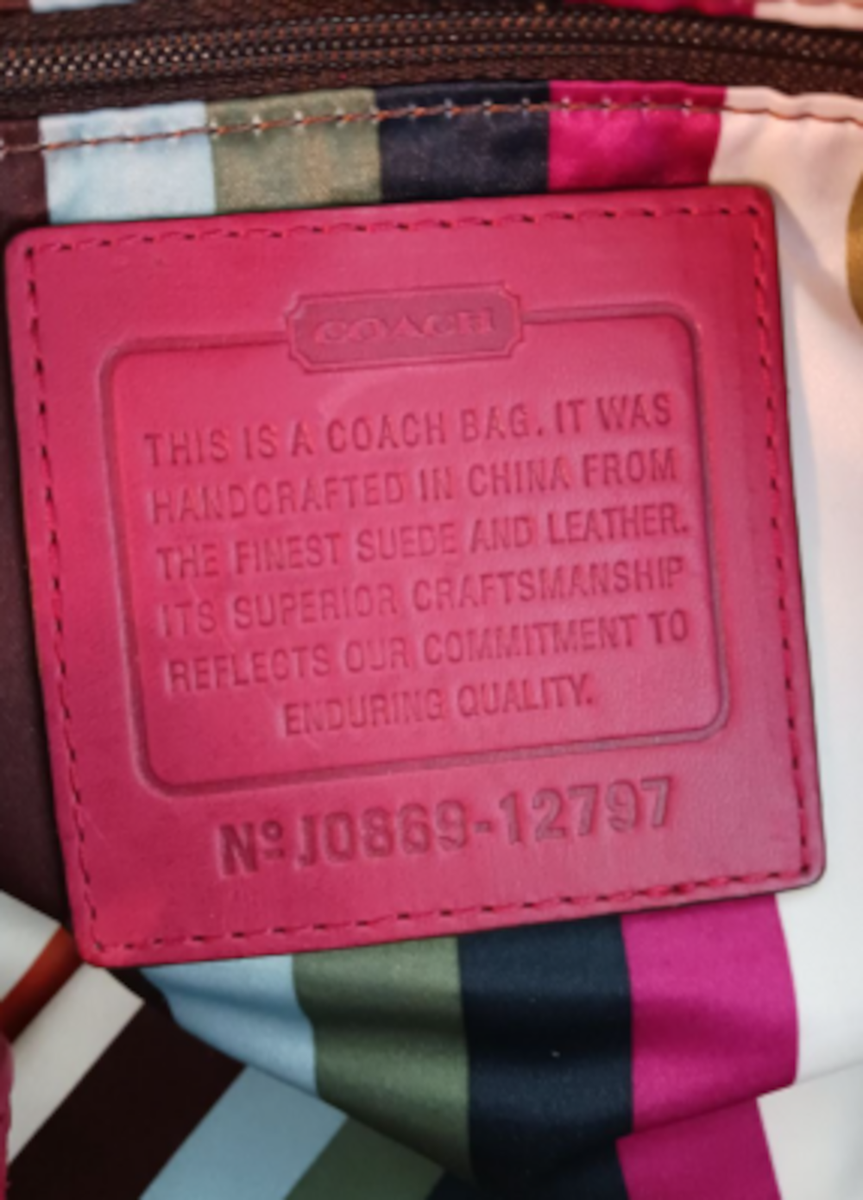 COACH
THIS IS A COACH BAG. IT WAS
HANDCRAFTED IN CHINA FROM
THE FINEST SUEDE AND LEATHER.
ITS SUPERIOR CRAFTSMANSHIP
REFLECTS OUR COMMITMENT TO
ENDURING QUALITY.
Nº J0869-12797